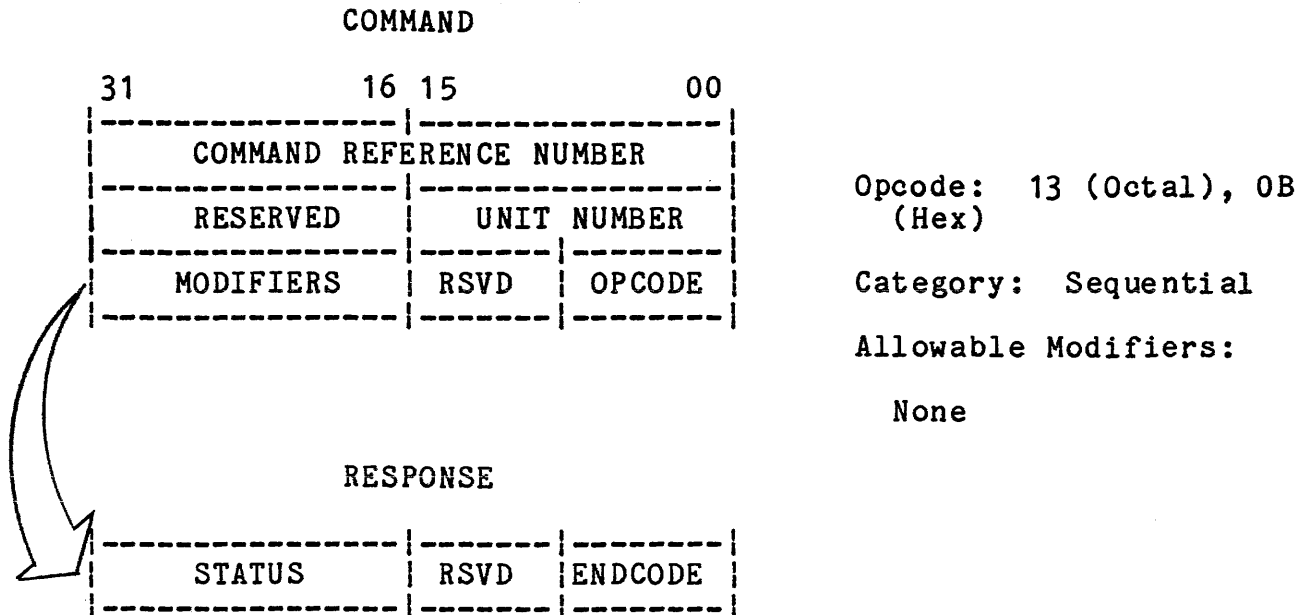 COMMAND
31 16 15 00
COMMAND REFERENCE NUMBER
RESERVED UNIT NUMBER
MODIFIERS RSVD OPCODE
Opcode: 13 (Octal), 0B
(Hex)
Category: Sequential
Allowable Modifiers:
None
RESPONSE
STATUS RSVD ENDCODE